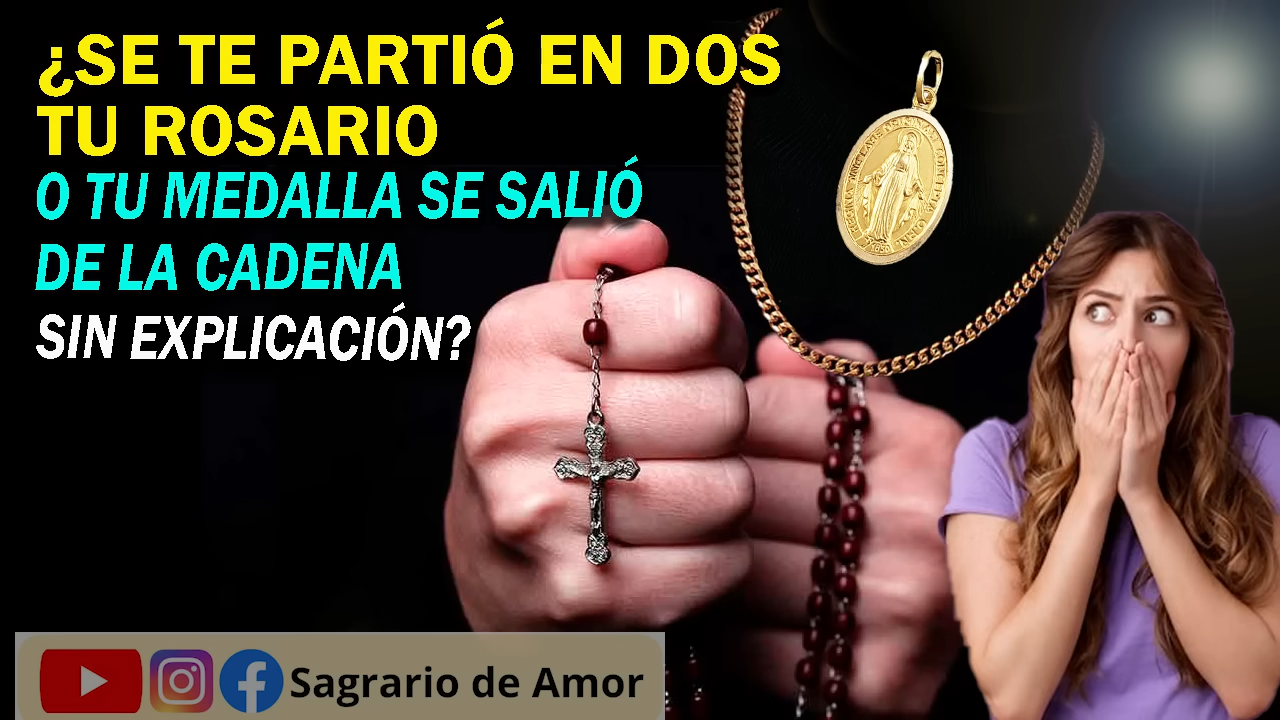 ¿SE TE PARTIÓ EN DOS
TU ROSARIO
O TU MEDALLA SE SALIÓ
DE LA CADENA
SIN EXPLICACIÓN?
Sagrario de Amor